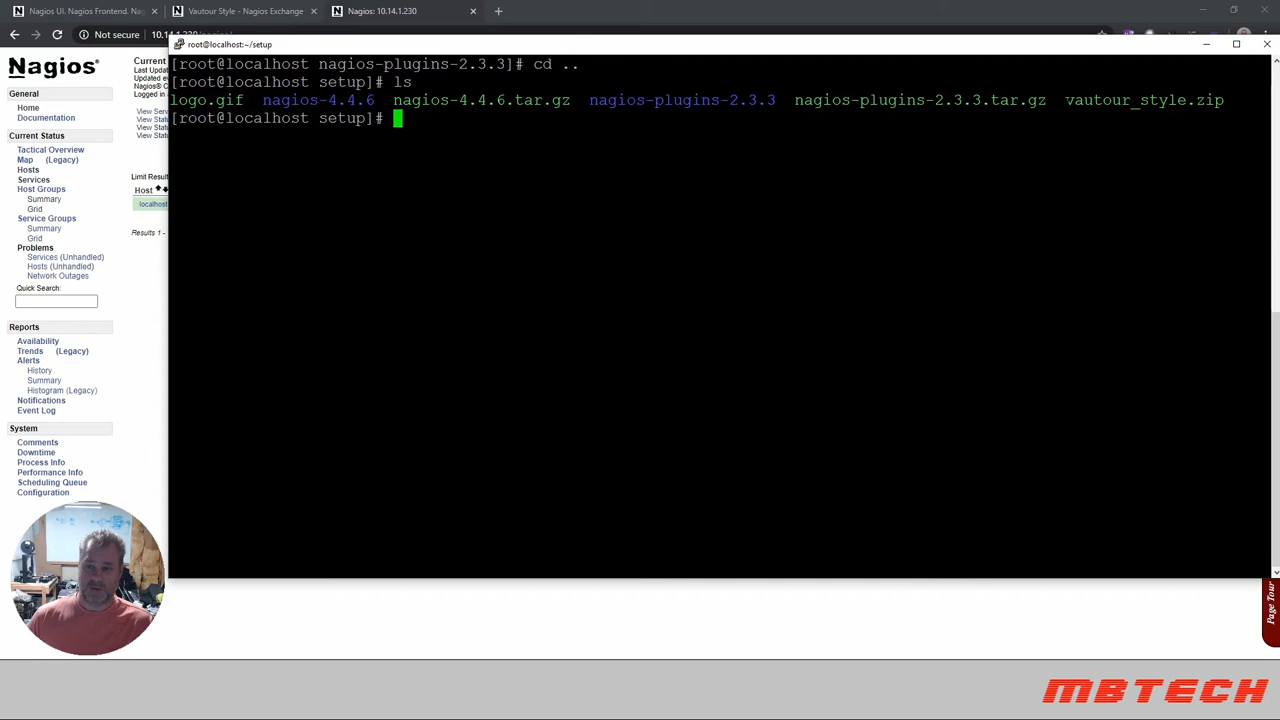 Nagios UI. Nagios Frontend. Na
Vautour Style - Nagios Exchange
Nagios: 10.14.1.230
Not secure
10.14.1.230/nagios/
root@localhost:~/setup
[root@localhost nagios-plugins-2.3.3]# cd ..
[root@localhost setup]# ls
logo.gif nagios-4.4.6 nagios-4.4.6.tar.gz nagios-plugins-2.3.3 nagios-plugins-2.3.3.tar.gz vautour_style.zip
[root@localhost setup]#
Nagios®
General
Home
Documentation
Current Status
Tactical Overview
Map (Legacy)
Hosts
Services
Host Groups
Summary
Grid
Service Groups
Summary
Grid
Problems
Services (Unhandled)
Hosts (Unhandled)
Network Outages
Quick Search:
Reports
Availability
Trends (Legacy)
Alerts
History
Summary
Histogram (Legacy)
Notifications
Event Log
System
Comments
Downtime
Process Info
Performance Info
Scheduling Queue
Configuration
Current
Last Updat
Updated ev
Nagios® C
Logged in
View Serv
View Stat
View Stat
View Stat
Limit Result
Host
localhost
Results 1 -
Page Tour
MBTECH